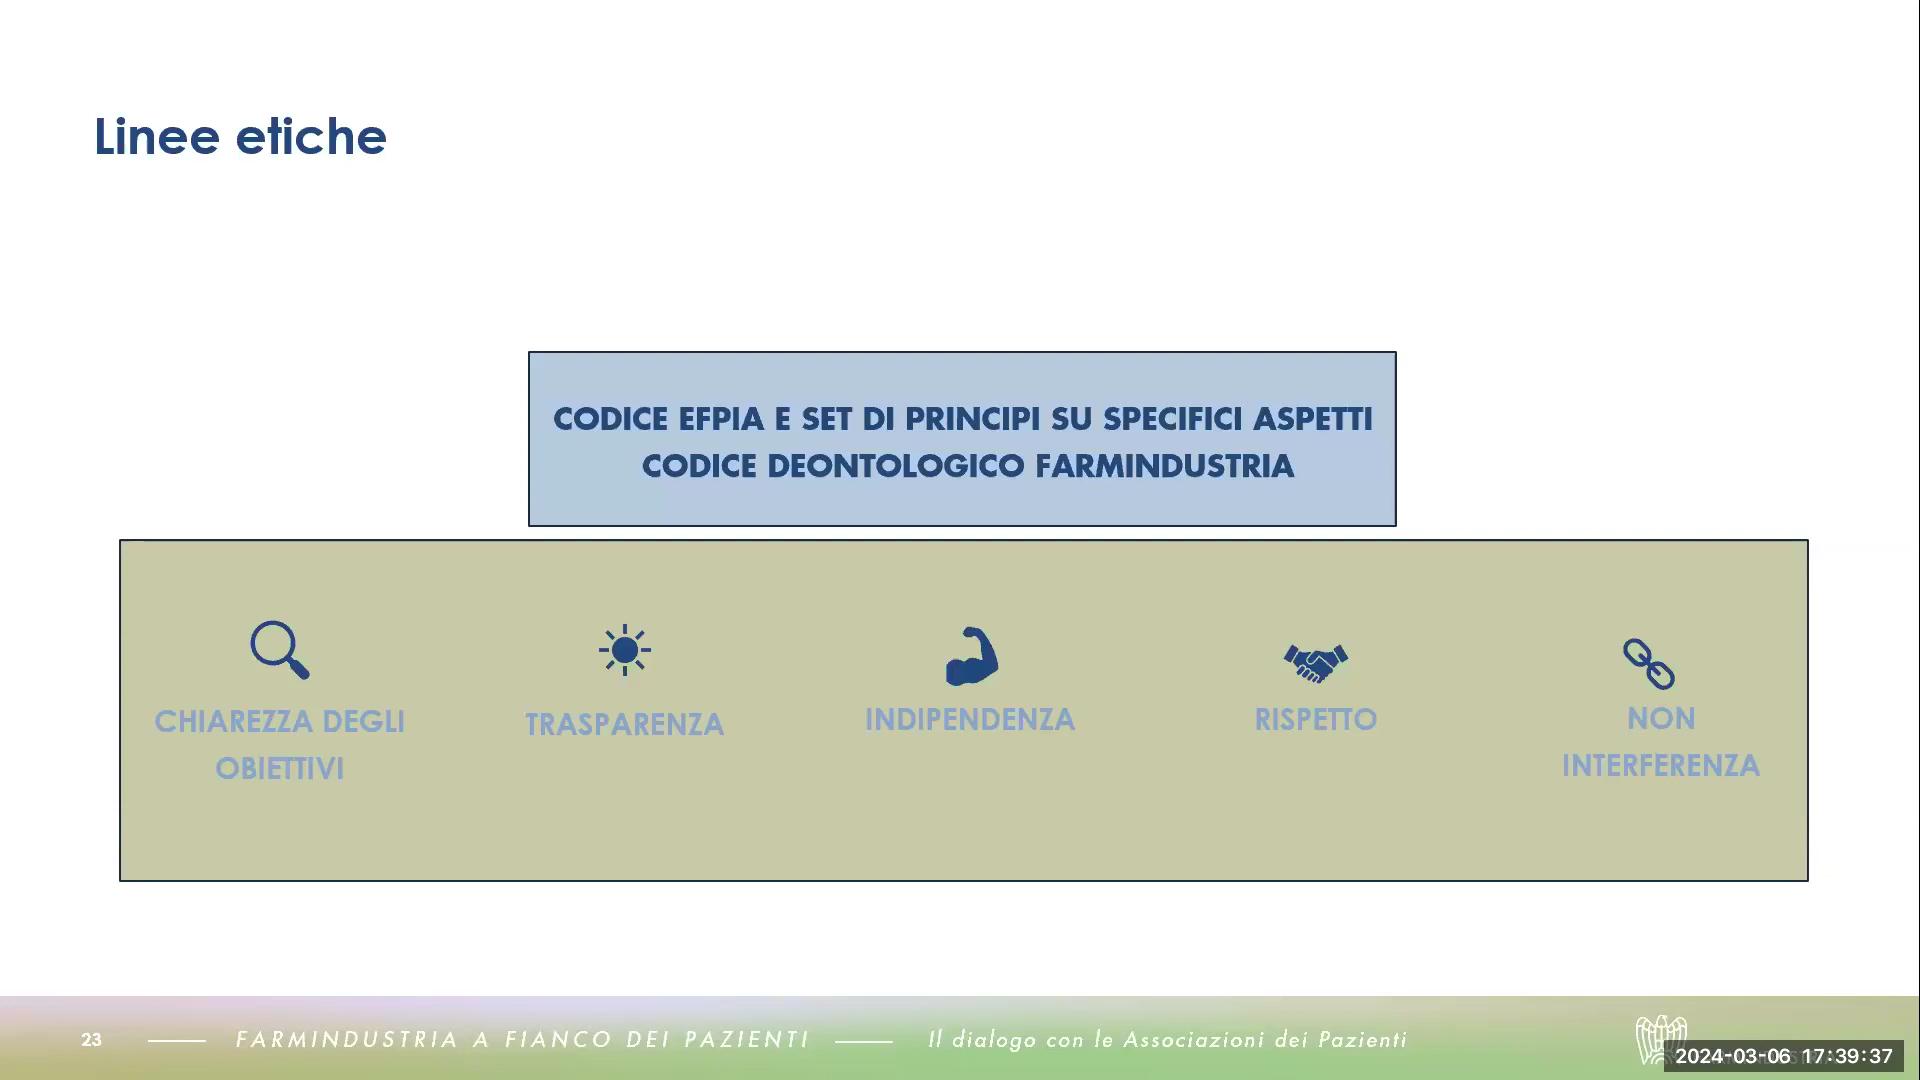 Linee etiche
CODICE EFPIA E SET DI PRINCIPI SU SPECIFICI ASPETTI
CODICE DEONTOLOGICO FARMINDUSTRIA
CHIAREZZA DEGLI
OBIETTIVI
TRASPARENZA
INDIPENDENZA
RISPETTO
NON
INTERFERENZA
23
FARMINDUSTRIA A FIANCO DEI PAZIENTI
Il dialogo con le Associazioni dei Pazienti
2024-03-06 17:39:37